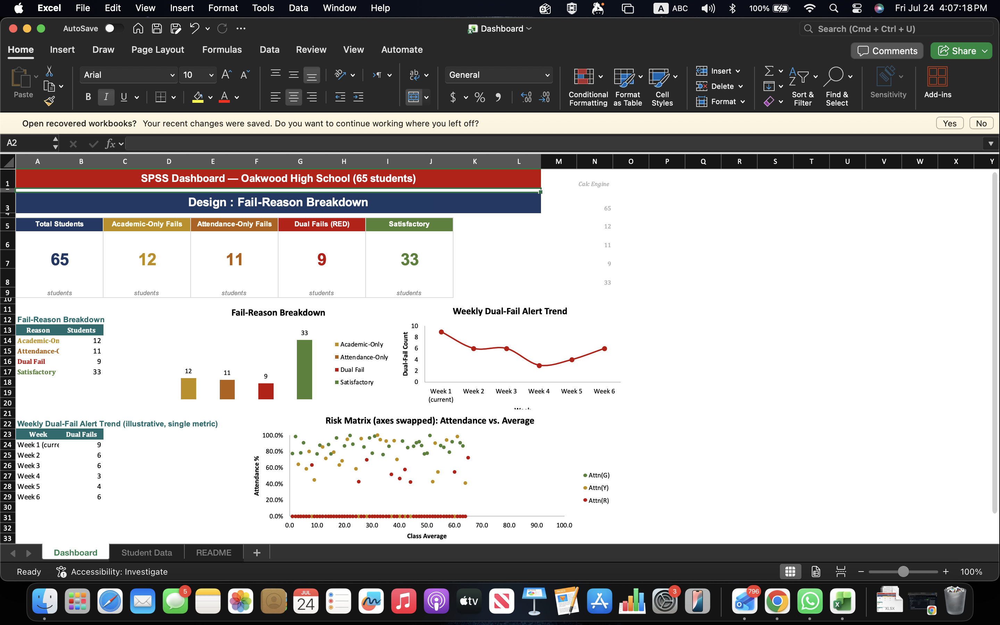 Excel File Edit View Insert Format Tools Data Window Help A ABC 100% Fri Jul 24 4:07:18 PM
AutoSave Dashboard Search (Cmd + Ctrl + U)
Home Insert Draw Page Layout Formulas Data Review View Automate Comments Share
Paste Arial 10 A A ab General Insert
B I U A $ % 9 .00 .00 Delete
Conditional Formatting Format as Table Cell Styles Format Sort & Filter Find & Select Sensitivity Add-ins
Open recovered workbooks? Your recent changes were saved. Do you want to continue working where you left off? Yes No
A2 fx
A B C D E F G H I J K L M N O P Q R S T U V W X Y
1 SPSS Dashboard — Oakwood High School (65 students) Calc Engine
3 Design : Fail-Reason Breakdown 65
5 Total Students Academic-Only Fails Attendance-Only Fails Dual Fails (RED) Satisfactory 12
6 11
7 65 12 11 9 33 9
8 33
9 students students students students students
10
11 Fail-Reason Breakdown Weekly Dual-Fail Alert Trend
12 Fail-Reason Breakdown
13 Reason Students
14 Academic-On 12
15 Attendance-C 11
16 Dual Fail 9
17 Satisfactory 33
18
19
20
21
12 11 9 33
Academic-Only
Attendance-Only
Dual Fail
Satisfactory
Dual-Fail Count
10
8
6
4
2
0
Week 1 (current) Week 2 Week 3 Week 4 Week 5 Week 6
22 Weekly Dual-Fail Alert Trend (illustrative, single metric)
23 Week Dual Fails
24 Week 1 (curre 9
25 Week 2 6
26 Week 3 6
27 Week 4 3
28 Week 5 4
29 Week 6 6
30
31
32
33
Risk Matrix (axes swapped): Attendance vs. Average
Attendance %
100.0%
80.0%
60.0%
40.0%
20.0%
0.0%
0.0 10.0 20.0 30.0 40.0 50.0 60.0 70.0 80.0 90.0 100.0
Class Average
Attn(G)
Attn(Y)
Attn(R)
Dashboard Student Data README +
Ready Accessibility: Investigate 100%
5 JUL 24 tv 3 796 XLSX
PAGES